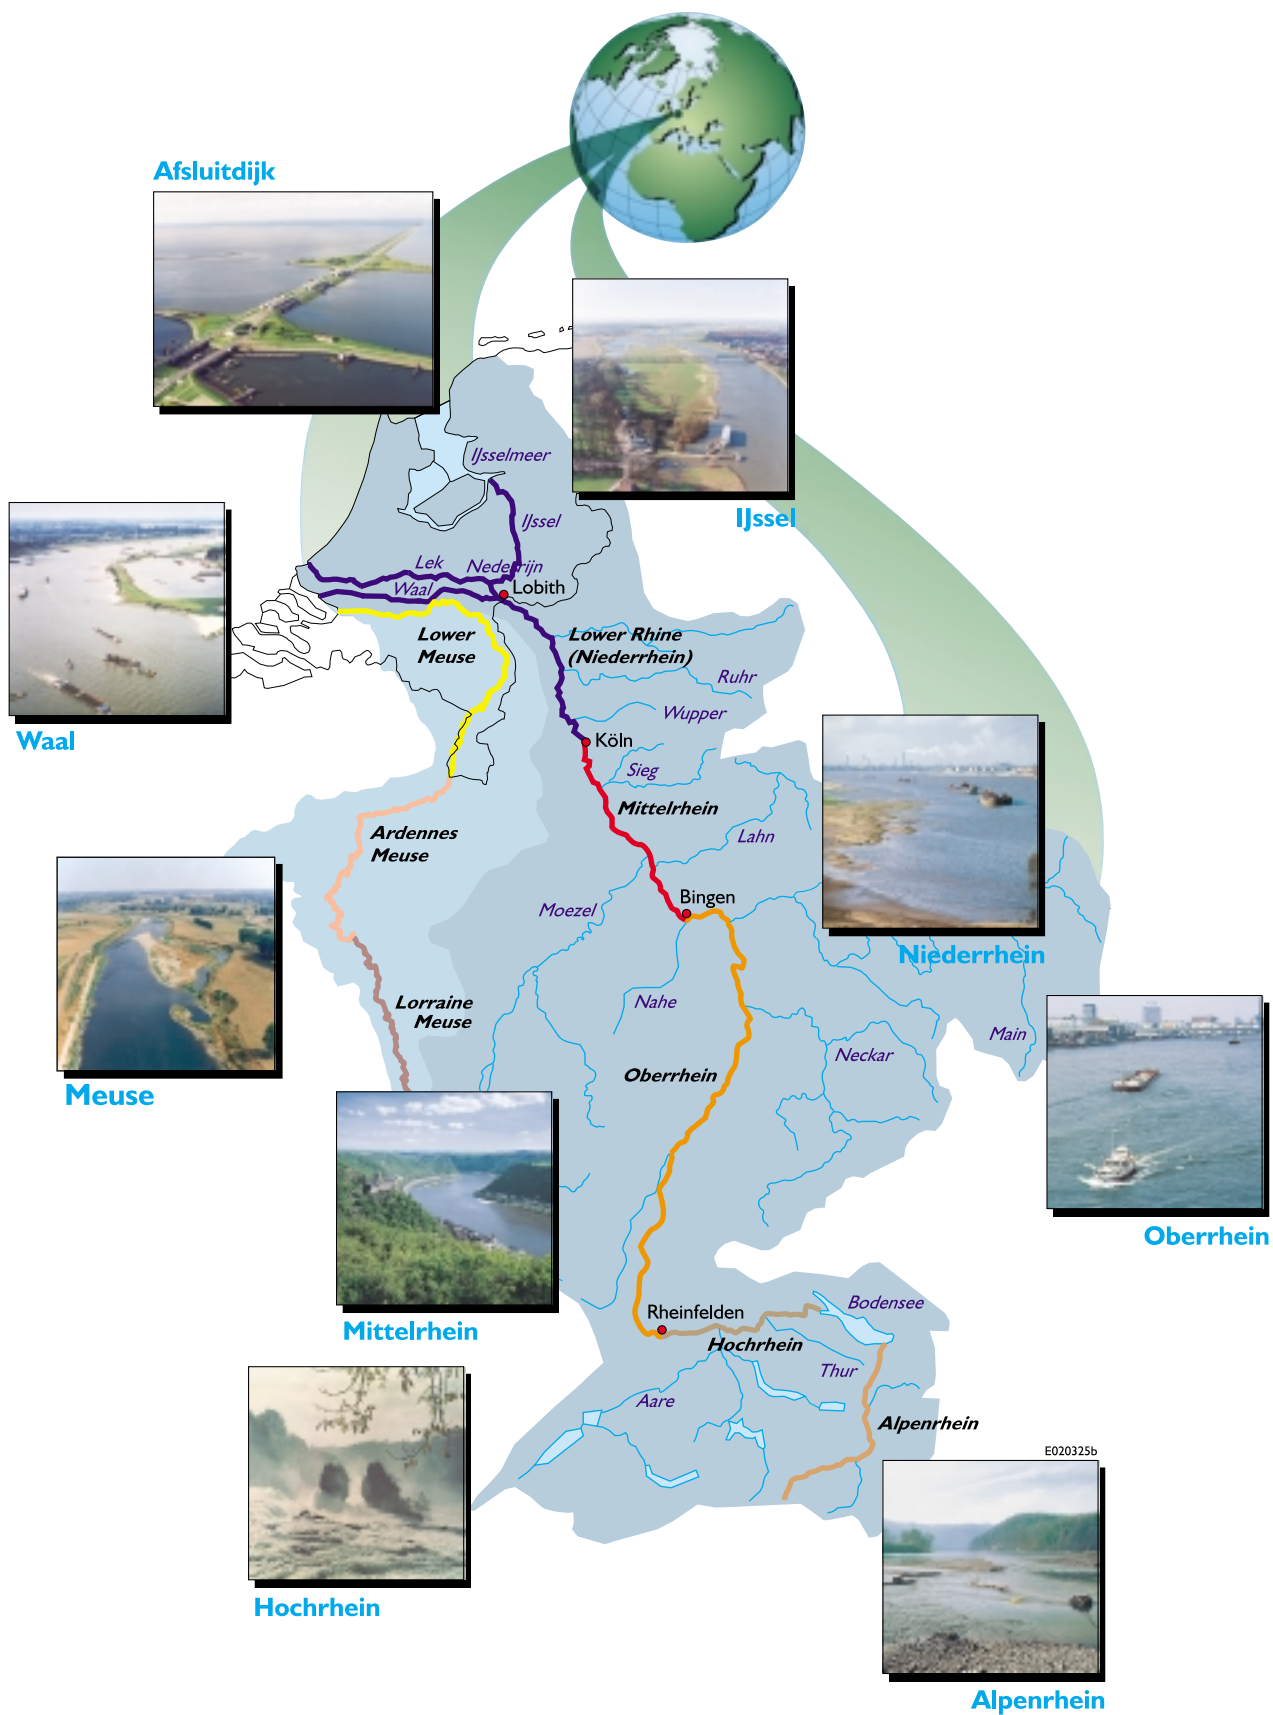 Afsluitdijk
IJsselmeer
IJssel
IJssel
Lek
Nederrijn
Waal
Lobith
Lower
Meuse
Lower Rhine
(Niederrhein)
Ruhr
Wupper
Waal
Köln
Sieg
Mittelrhein
Ardennes
Meuse
Lahn
Bingen
Moezel
Niederrhein
Lorraine
Meuse
Nahe
Main
Neckar
Oberrhein
Meuse
Oberrhein
Bodensee
Rheinfelden
Mittelrhein
Hochrhein
Thur
Aare
Alpenrhein
E020325b
Hochrhein
Alpenrhein